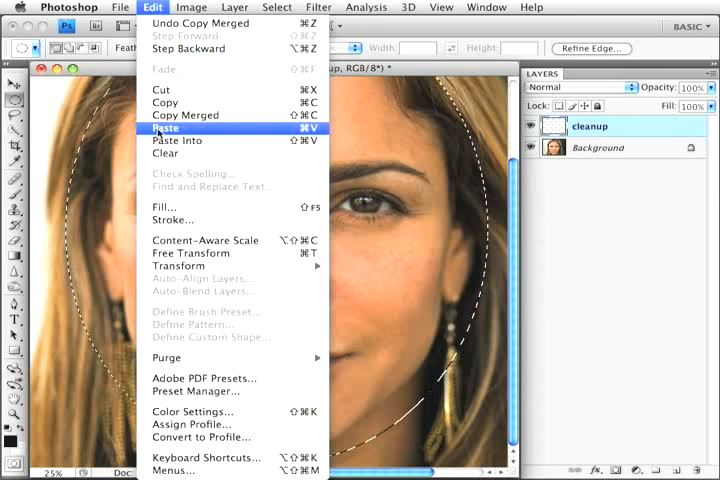 Photoshop File Edit Image Layer Select Filter Analysis 3D View Window Help
Ps Br BASIC
Feath Width: Height: Refine Edge...
up, RGB/8*) *
Undo Copy Merged ⌘Z
Step Forward ⇧⌘Z
Step Backward ⌥⌘Z
Fade... ⇧⌘F
Cut ⌘X
Copy ⌘C
Copy Merged ⇧⌘C
Paste ⌘V
Paste Into ⇧⌘V
Clear
Check Spelling...
Find and Replace Text...
Fill... ⇧F5
Stroke...
Content-Aware Scale ⌥⇧⌘C
Free Transform ⌘T
Transform
Auto-Align Layers...
Auto-Blend Layers...
Define Brush Preset...
Define Pattern...
Define Custom Shape...
Purge
Adobe PDF Presets...
Preset Manager...
Color Settings... ⇧⌘K
Assign Profile...
Convert to Profile...
Keyboard Shortcuts... ⌥⇧⌘K
Menus... ⌥⇧⌘M
25% Doc:
LAYERS
Normal Opacity: 100%
Lock: Fill: 100%
cleanup
Background
fx